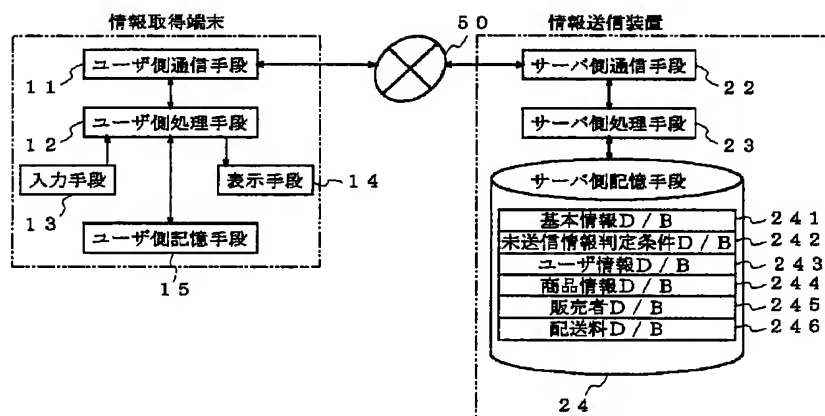 情報取得端末
ユーザ側通信手段
11
ユーザ側処理手段
12
入力手段
13
表示手段
14
ユーザ側記憶手段
15
50
情報送信装置
サーバ側通信手段
22
サーバ側処理手段
23
サーバ側記憶手段
基本情報D/B
241
未送信情報判定条件D/B
242
ユーザ情報D/B
243
商品情報D/B
244
販売者D/B
245
配送料D/B
246
24